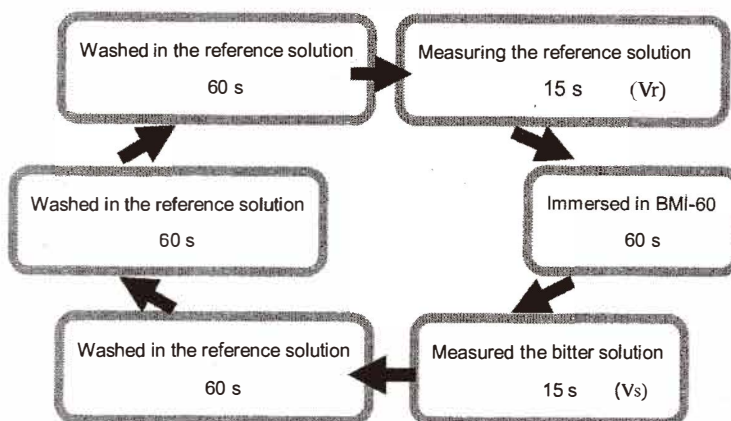 Washed in the reference solution
60 s
Measuring the reference solution
15 s (Vr)
Washed in the reference solution
60 s
Immersed in BMI-60
60 s
Washed in the reference solution
60 s
Measured the bitter solution
15 s (Vs)